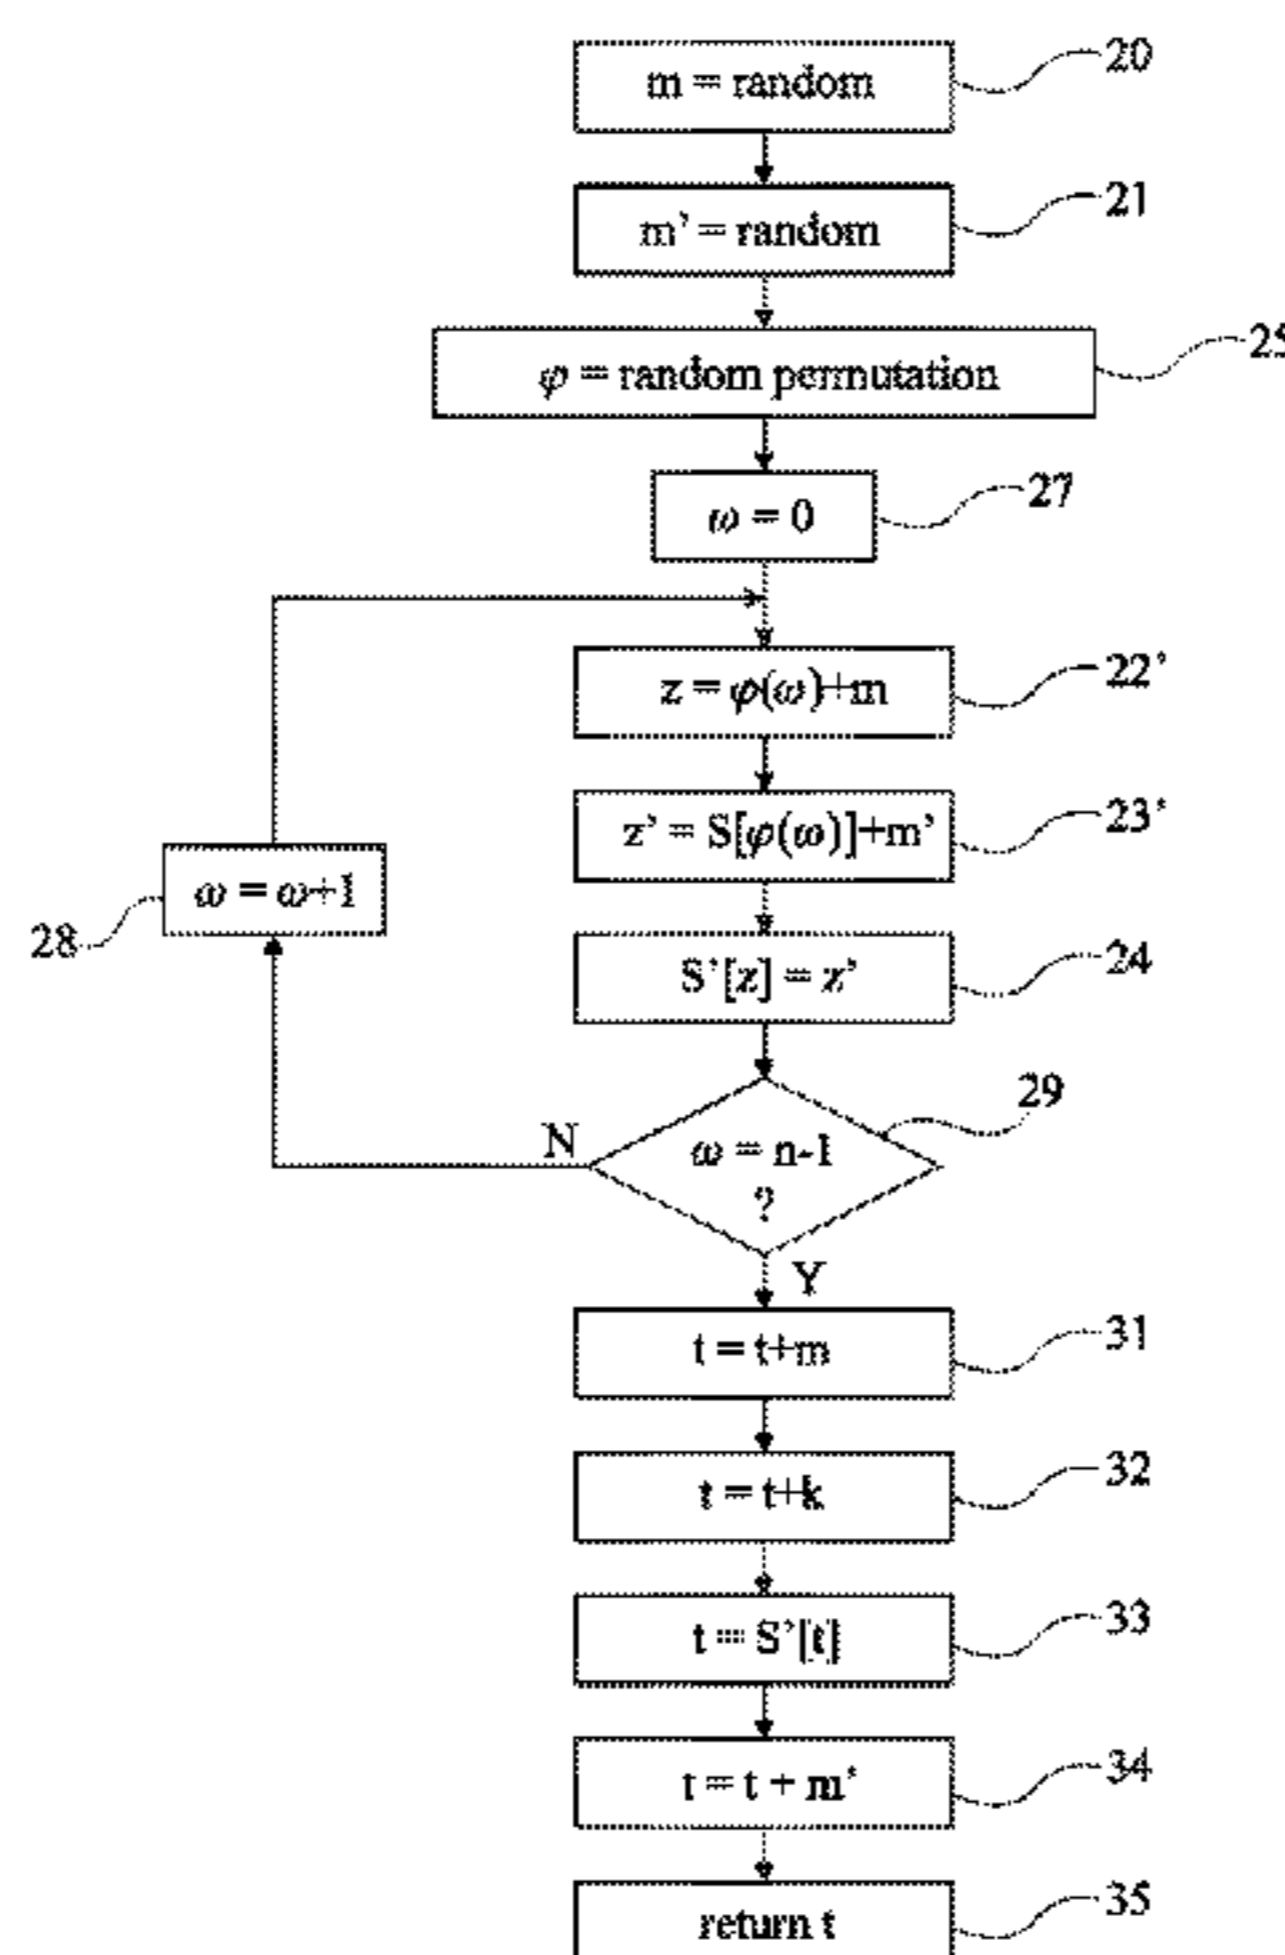 m = random
20
m' = random
21
φ = random permutation
25
ω = 0
27
z = φ(ω)+m
22'
z' = S[φ(ω)]+m'
23'
ω = ω+1
28
S'[z] = z'
24
ω = n-1
?
29
N
Y
t = t+m
31
t = t+k
32
t = S'[t]
33
t = t + m'
34
return t
35